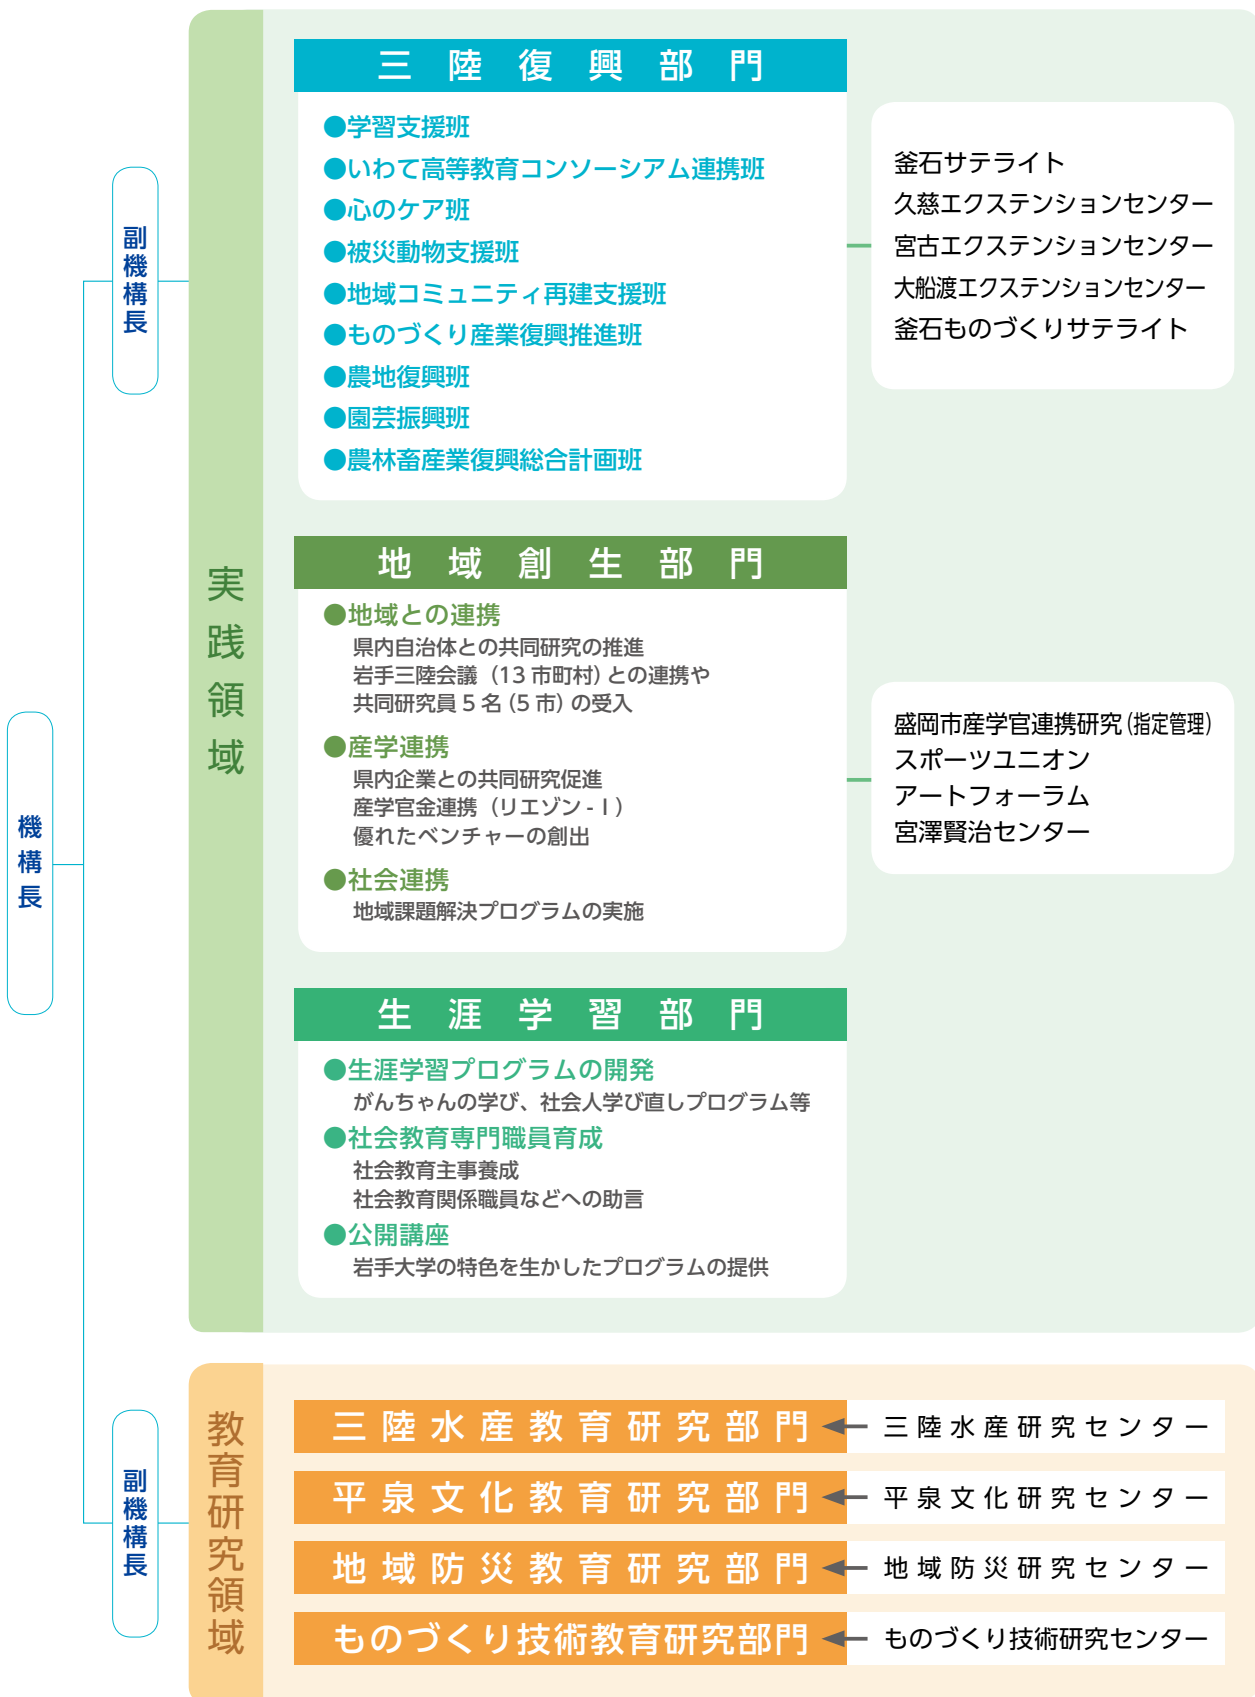 機構長
副機構長
実践領域
三陸復興部門
●学習支援班
●いわて高等教育コンソーシアム連携班
●心のケア班
●被災動物支援班
●地域コミュニティ再建支援班
●ものづくり産業復興推進班
●農地復興班
●園芸振興班
●農林畜産業復興総合計画班
釜石サテライト
久慈エクステンションセンター
宮古エクステンションセンター
大船渡エクステンションセンター
釜石ものづくりサテライト
地域創生部門
●地域との連携
県内自治体との共同研究の推進
岩手三陸会議（13市町村）との連携や
共同研究員5名（5市）の受入
●産学連携
県内企業との共同研究促進
産学官金連携（リエゾン-I）
優れたベンチャーの創出
●社会連携
地域課題解決プログラムの実施
盛岡市産学官連携研究（指定管理）
スポーツユニオン
アートフォーラム
宮澤賢治センター
生涯学習部門
●生涯学習プログラムの開発
がんちゃんの学び、社会人学び直しプログラム等
●社会教育専門職員育成
社会教育主事養成
社会教育関係職員などへの助言
●公開講座
岩手大学の特色を生かしたプログラムの提供
副機構長
教育研究領域
三陸水産教育研究部門
三陸水産研究センター
平泉文化教育研究部門
平泉文化研究センター
地域防災教育研究部門
地域防災研究センター
ものづくり技術教育研究部門
ものづくり技術研究センター